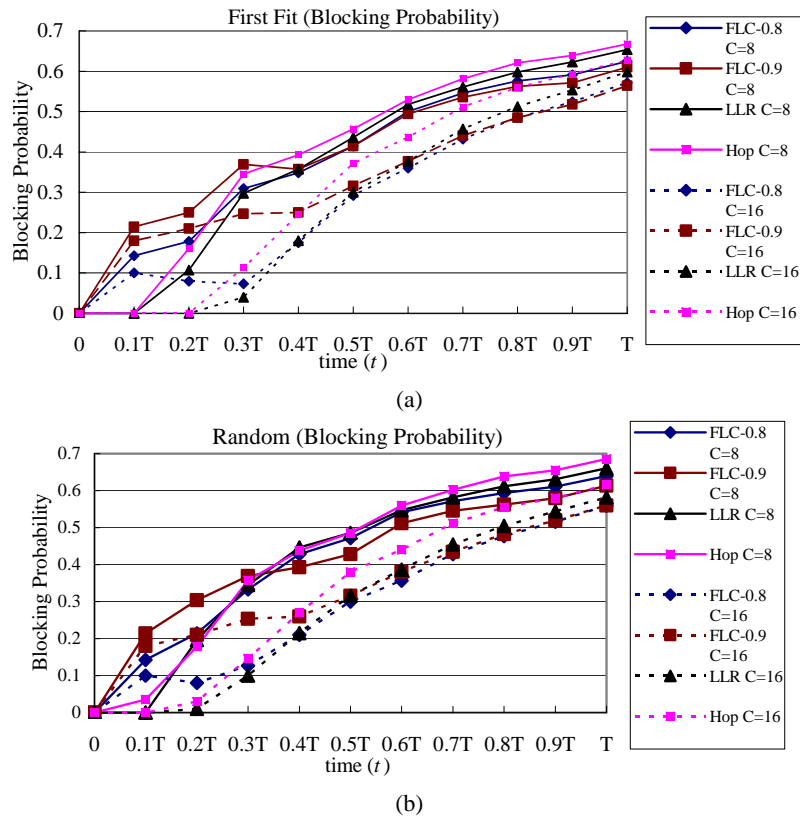 First Fit (Blocking Probability)
Blocking Probability
0.7
0.6
0.5
0.4
0.3
0.2
0.1
0
0 0.1T 0.2T 0.3T 0.4T 0.5T 0.6T 0.7T 0.8T 0.9T T
time (t)
FLC-0.8
C=8
FLC-0.9
C=8
LLR C=8
Hop C=8
FLC-0.8
C=16
FLC-0.9
C=16
LLR C=16
Hop C=16
(a)
Random (Blocking Probability)
Blocking Probability
0.7
0.6
0.5
0.4
0.3
0.2
0.1
0
0 0.1T 0.2T 0.3T 0.4T 0.5T 0.6T 0.7T 0.8T 0.9T T
time (t)
FLC-0.8
C=8
FLC-0.9
C=8
LLR C=8
Hop C=8
FLC-0.8
C=16
FLC-0.9
C=16
LLR C=16
Hop C=16
(b)